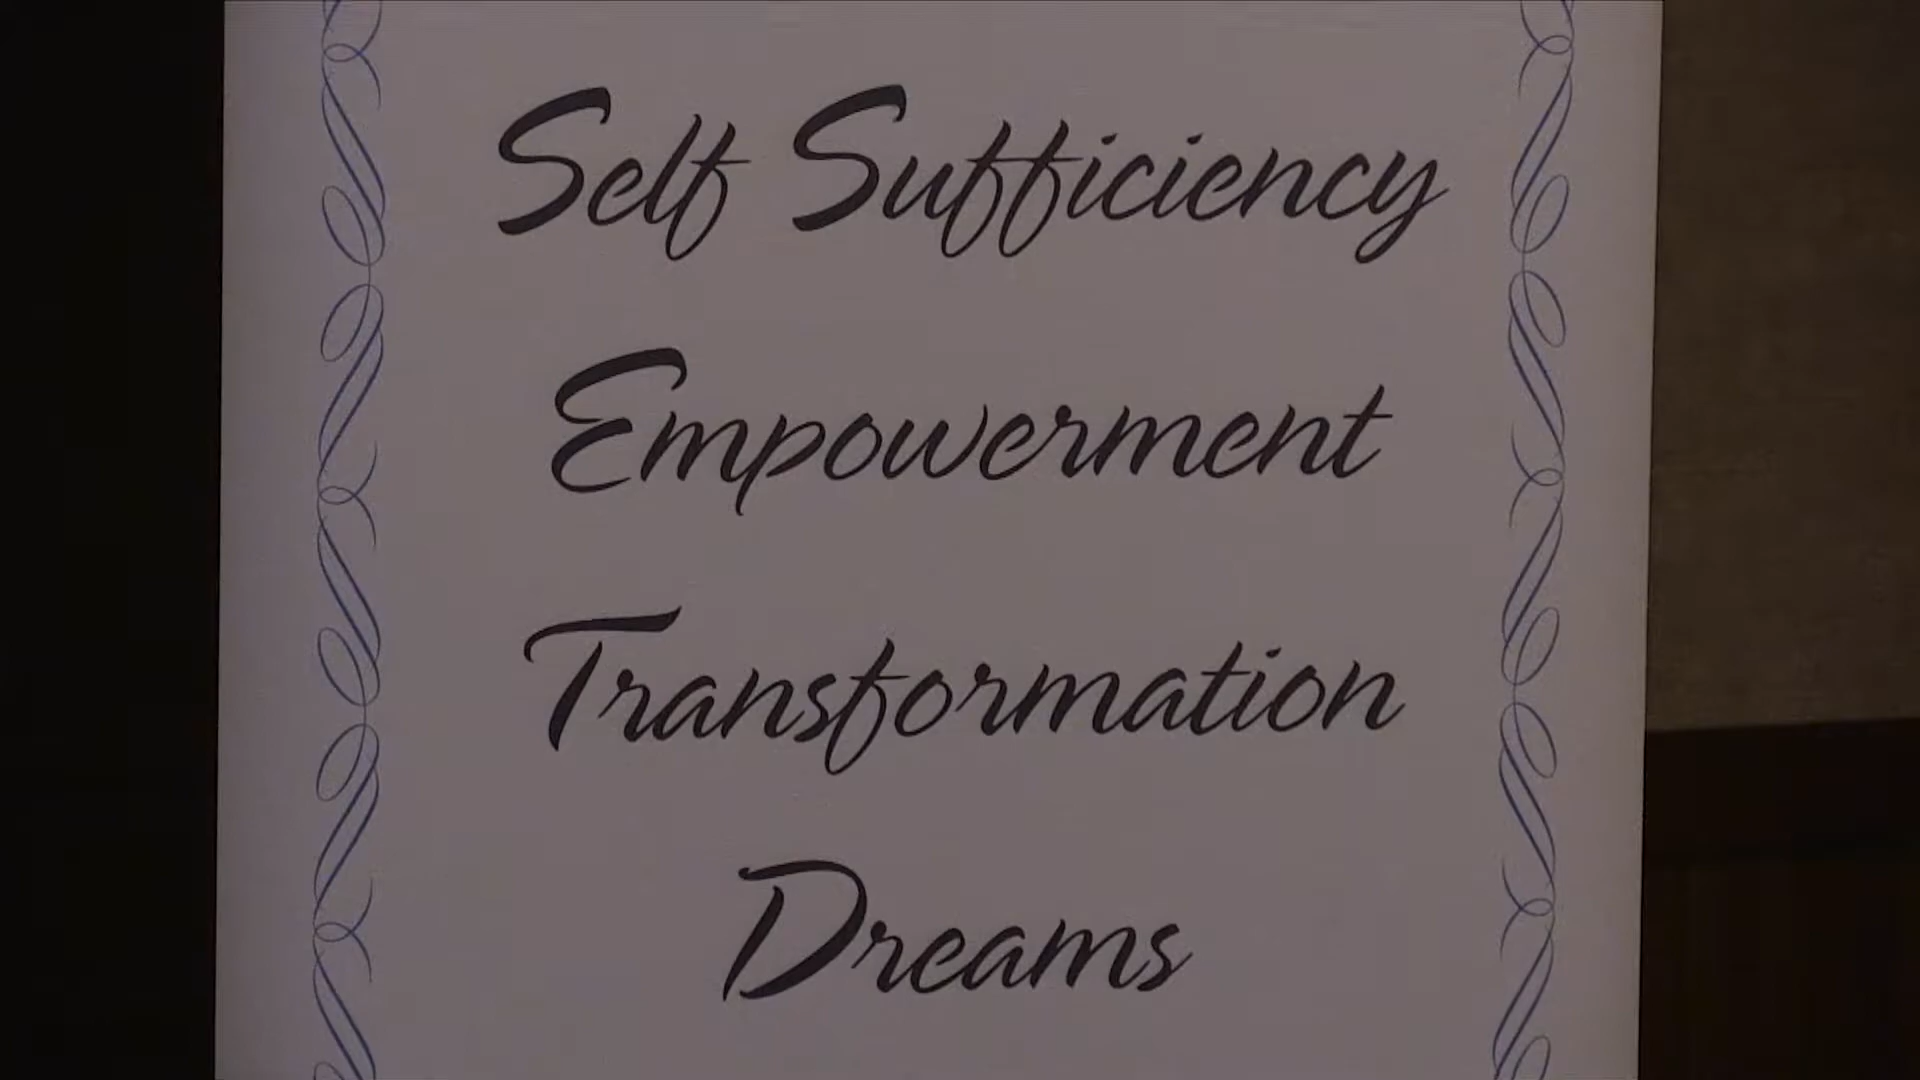 Self Sufficiency
Empowerment
Transformation
Dreams